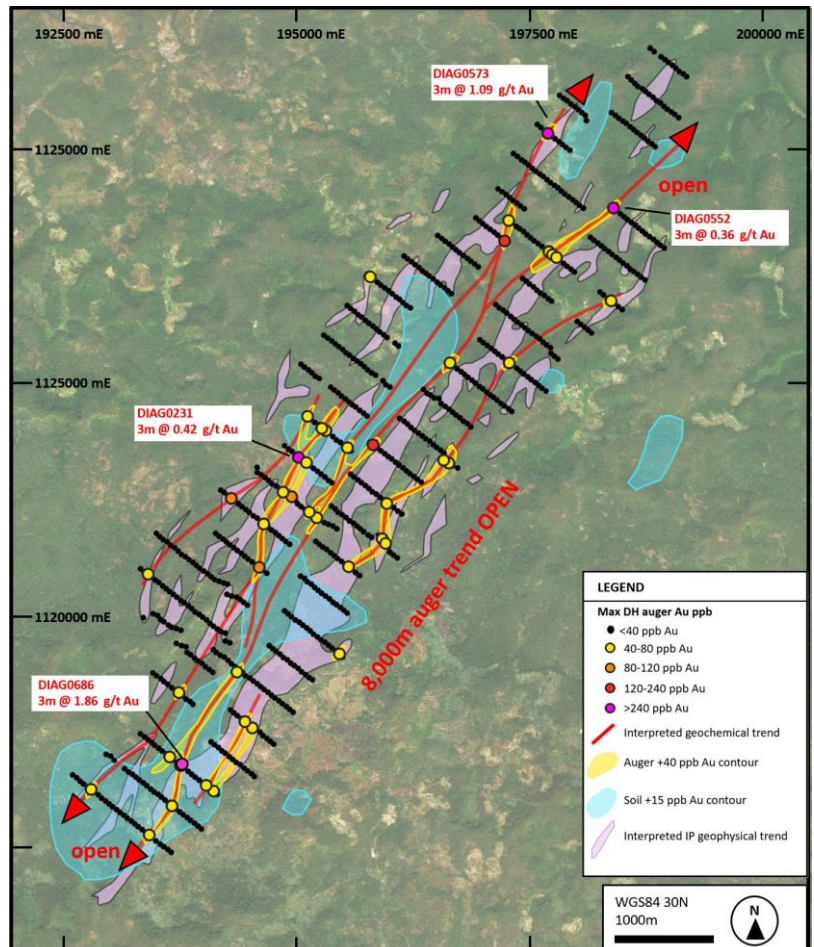 192500 mE
195000 mE
197500 mE
200000 mE
DIAG0573
3m @ 1.09 g/t Au
1125000 mE
open
DIAG0552
3m @ 0.36 g/t Au
1125000 mE
DIAG0231
3m @ 0.42 g/t Au
8,000m auger trend OPEN
1120000 mE
DIAG0686
3m @ 1.86 g/t Au
open
LEGEND
Max DH auger Au ppb
<40 ppb Au
40-80 ppb Au
80-120 ppb Au
120-240 ppb Au
>240 ppb Au
Interpreted geochemical trend
Auger +40 ppb Au contour
Soil +15 ppb Au contour
Interpreted IP geophysical trend
WGS84 30N
1000m
N